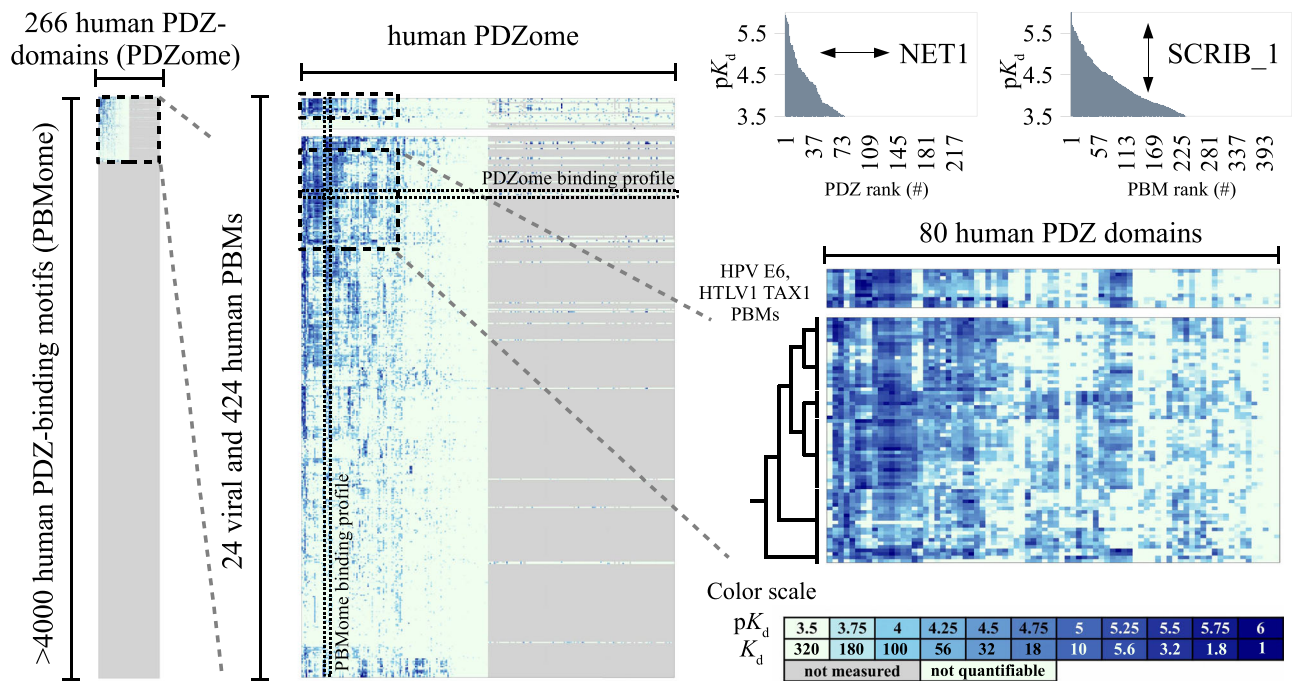 266 human PDZ-
domains (PDZome)
>4000 human PDZ-binding motifs (PBMome)
24 viral and 424 human PBMs
human PDZome
PDZome binding profile
PBMome binding profile
pKd
5.5
4.5
3.5
NET1
1 37 73 109 145 181 217
PDZ rank (#)
pKd
5.5
4.5
3.5
SCRIB_1
1 57 113 169 225 281 337 393
PBM rank (#)
80 human PDZ domains
HPV E6,
HTLV1 TAX1
PBMs
Color scale
pKd 3.5 3.75 4 4.25 4.5 4.75 5 5.25 5.5 5.75 6
Kd 320 180 100 56 32 18 10 5.6 3.2 1.8 1
not measured not quantifiable